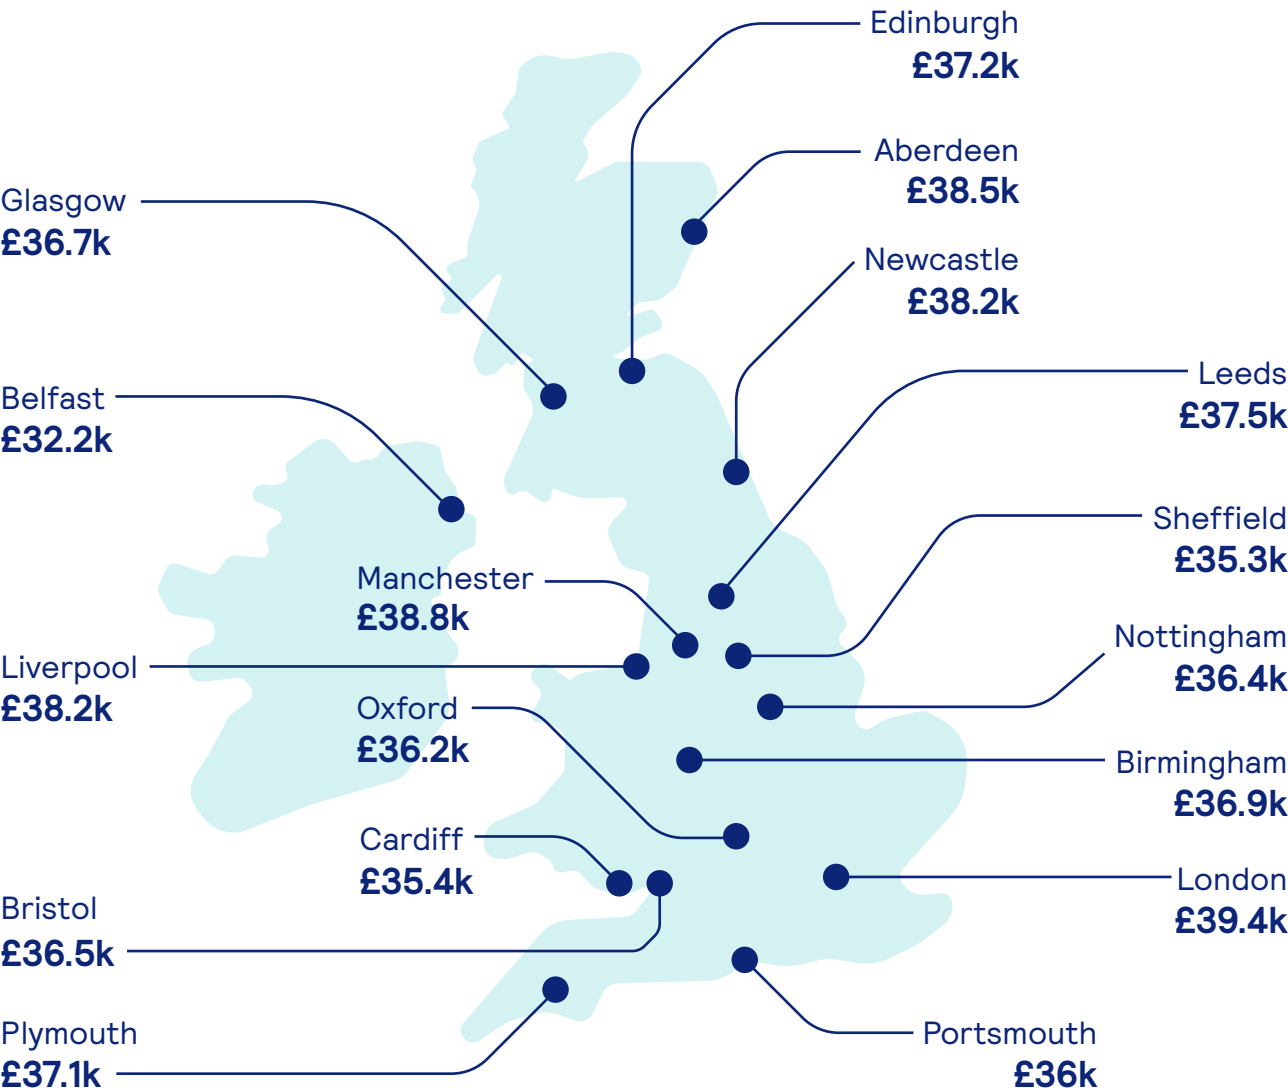 Edinburgh
£37.2k
Aberdeen
£38.5k
Glasgow
£36.7k
Newcastle
£38.2k
Leeds
£37.5k
Belfast
£32.2k
Sheffield
£35.3k
Manchester
£38.8k
Nottingham
£36.4k
Liverpool
£38.2k
Oxford
£36.2k
Birmingham
£36.9k
Cardiff
£35.4k
London
£39.4k
Bristol
£36.5k
Plymouth
£37.1k
Portsmouth
£36k